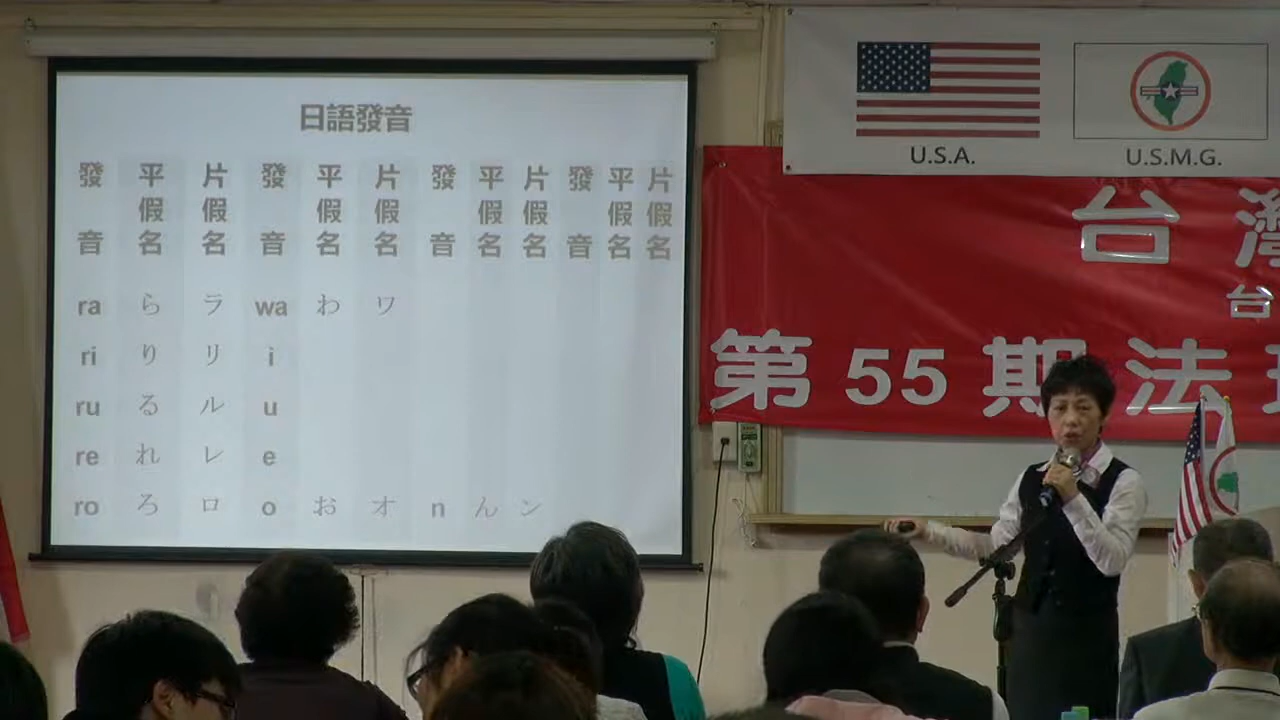 日語發音
發音 平假名 片假名 發音 平假名 片假名 發音 平假名 片假名 發音 平假名 片假名
ra ら ラ wa わ ワ
ri り リ i
ru る ル u
re れ レ e
ro ろ ロ o お オ n ん ン
U.S.A.
U.S.M.G.
台灣
台
第55期法